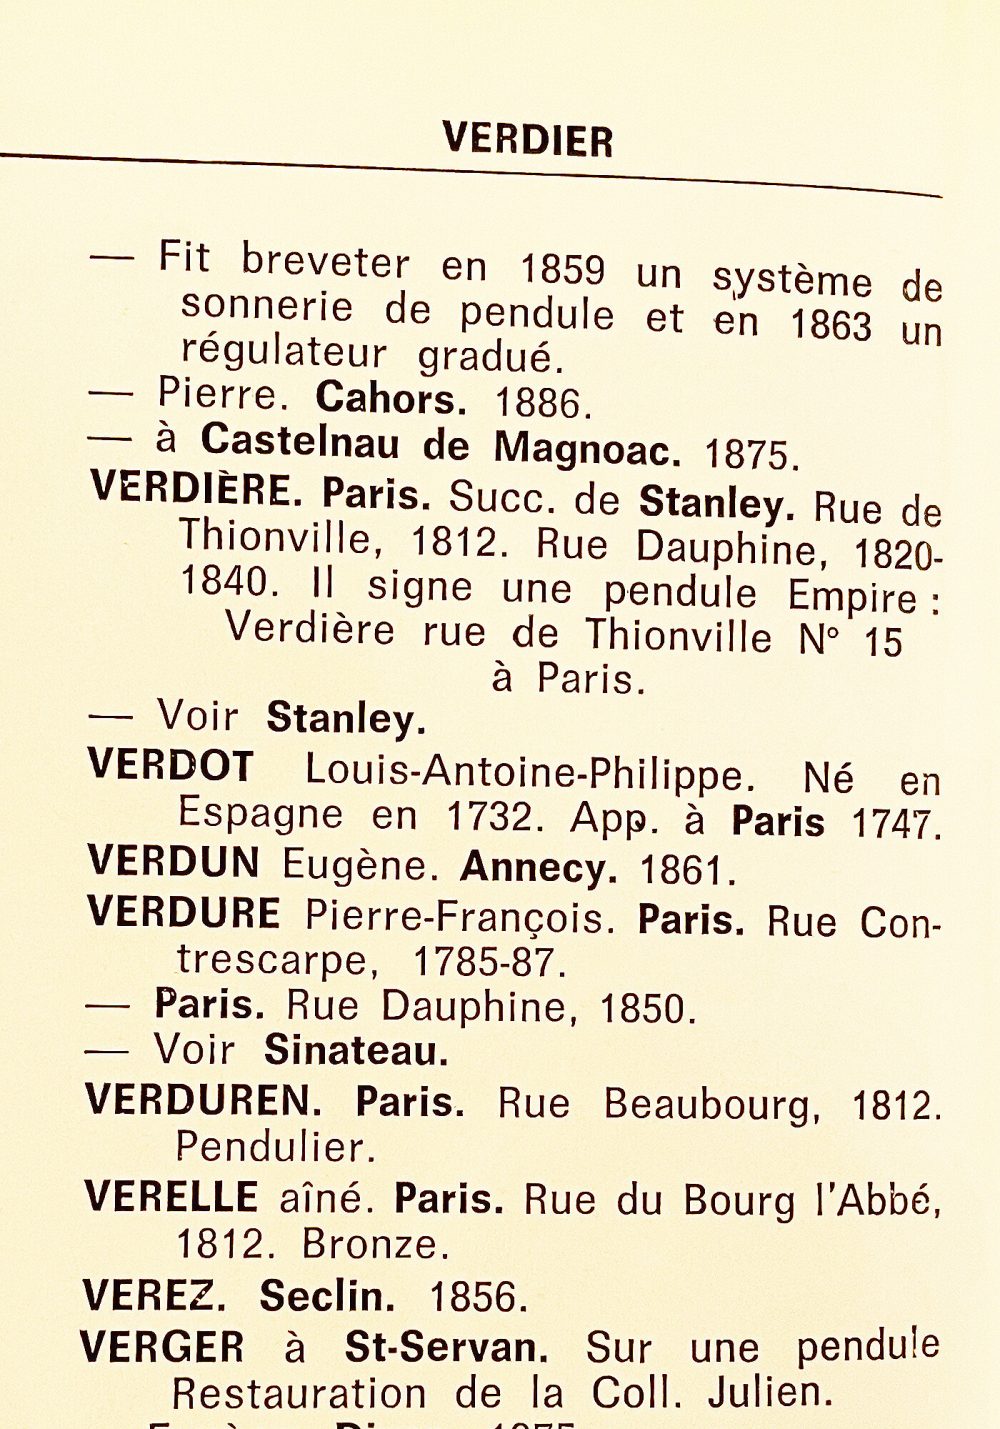 VERDIER
— Fit breveter en 1859 un système de
sonnerie de pendule et en 1863 un
régulateur gradué.
— Pierre. Cahors. 1886.
— à Castelnau de Magnoac. 1875.
VERDIÈRE. Paris. Succ. de Stanley. Rue de
Thionville, 1812. Rue Dauphine, 1820-
1840. Il signe une pendule Empire :
Verdière rue de Thionville N° 15
à Paris.
— Voir Stanley.
VERDOT Louis-Antoine-Philippe. Né en
Espagne en 1732. App. à Paris 1747.
VERDUN Eugène. Annecy. 1861.
VERDURE Pierre-François. Paris. Rue Con-
trescarpe, 1785-87.
— Paris. Rue Dauphine, 1850.
— Voir Sinateau.
VERDUREN. Paris. Rue Beaubourg, 1812.
Pendulier.
VERELLE aîné. Paris. Rue du Bourg l'Abbé,
1812. Bronze.
VEREZ. Seclin. 1856.
VERGER à St-Servan. Sur une pendule
Restauration de la Coll. Julien.